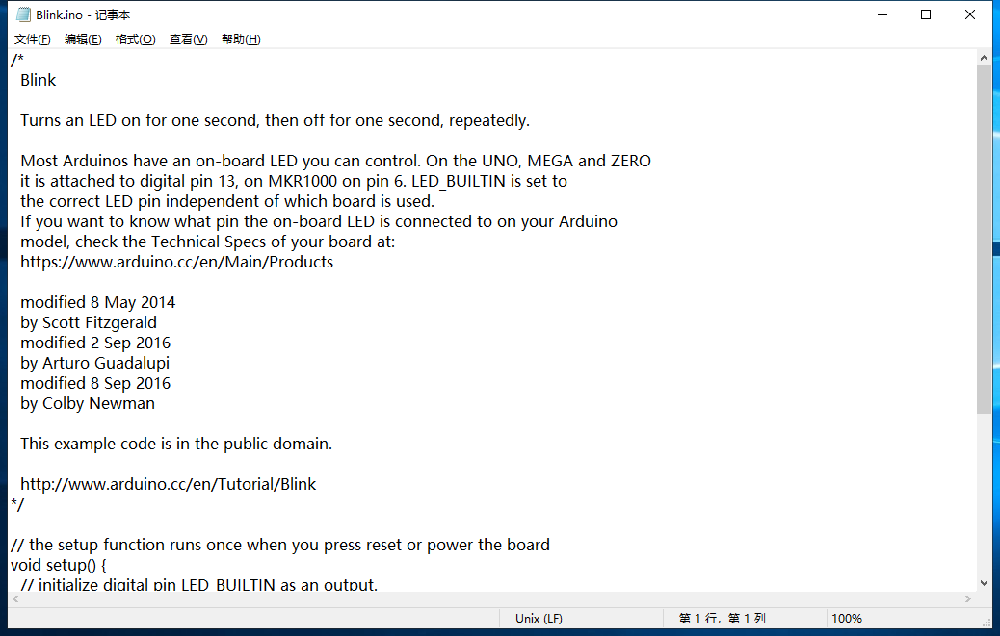 Blink.ino - 记事本
文件(F) 编辑(E) 格式(O) 查看(V) 帮助(H)
/*
Blink
Turns an LED on for one second, then off for one second, repeatedly.
Most Arduinos have an on-board LED you can control. On the UNO, MEGA and ZERO
it is attached to digital pin 13, on MKR1000 on pin 6. LED_BUILTIN is set to
the correct LED pin independent of which board is used.
If you want to know what pin the on-board LED is connected to on your Arduino
model, check the Technical Specs of your board at:
https://www.arduino.cc/en/Main/Products
modified 8 May 2014
by Scott Fitzgerald
modified 2 Sep 2016
by Arturo Guadalupi
modified 8 Sep 2016
by Colby Newman
This example code is in the public domain.
http://www.arduino.cc/en/Tutorial/Blink
*/
// the setup function runs once when you press reset or power the board
void setup() {
// initialize digital pin LED_BUILTIN as an output.
Unix (LF) 第 1 行，第 1 列 100%